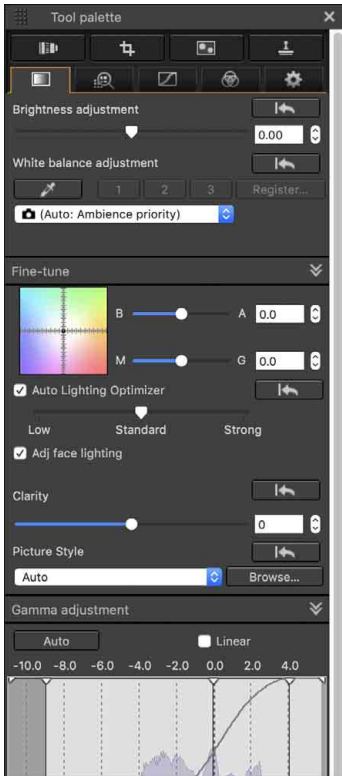 Tool palette
Brightness adjustment
0.00
White balance adjustment
1 2 3 Register...
(Auto: Ambience priority)
Fine-tune
B A 0.0
M G 0.0
Auto Lighting Optimizer
Low Standard Strong
Adj face lighting
Clarity
0
Picture Style
Auto Browse...
Gamma adjustment
Auto Linear
-10.0 -8.0 -6.0 -4.0 -2.0 0.0 2.0 4.0